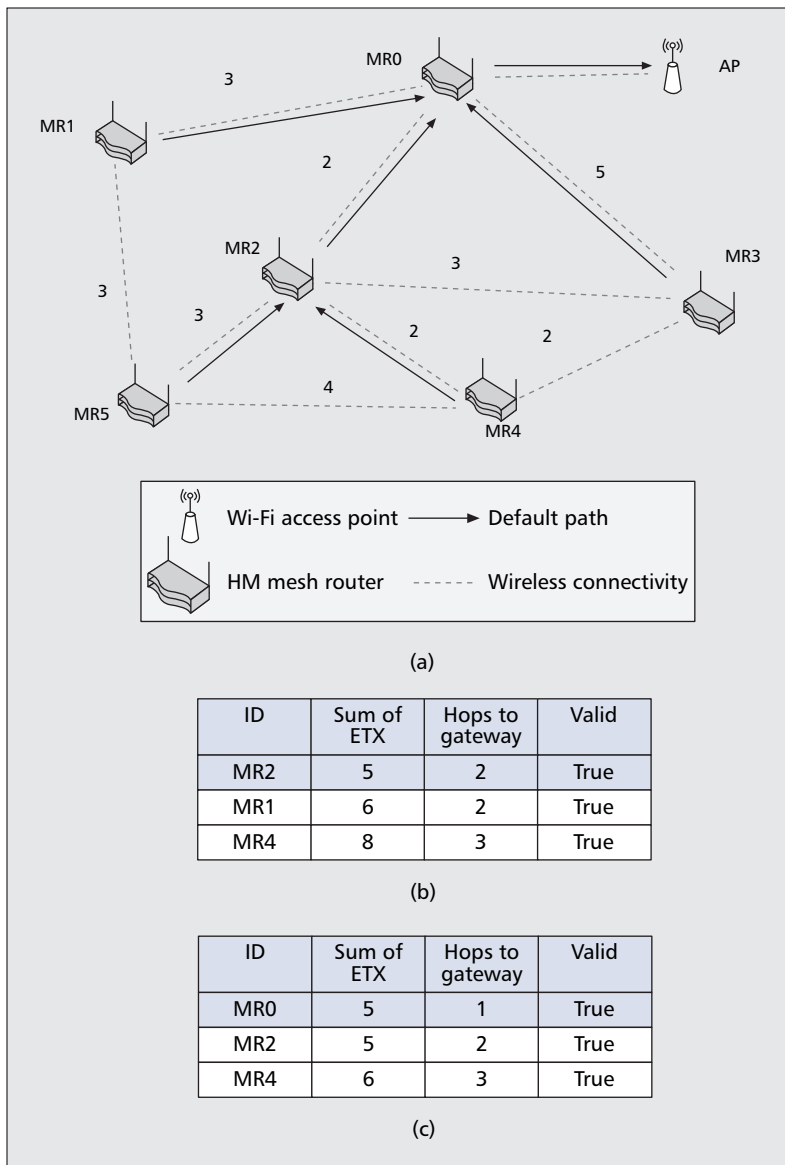 MR0
AP
3
MR1
2
5
MR2
MR3
3
3
3
2
2
4
MR5
MR4
Wi-Fi access point
Default path
HM mesh router
Wireless connectivity
(a)
ID Sum of ETX Hops to gateway Valid
MR2 5 2 True
MR1 6 2 True
MR4 8 3 True
(b)
ID Sum of ETX Hops to gateway Valid
MR0 5 1 True
MR2 5 2 True
MR4 6 3 True
(c)